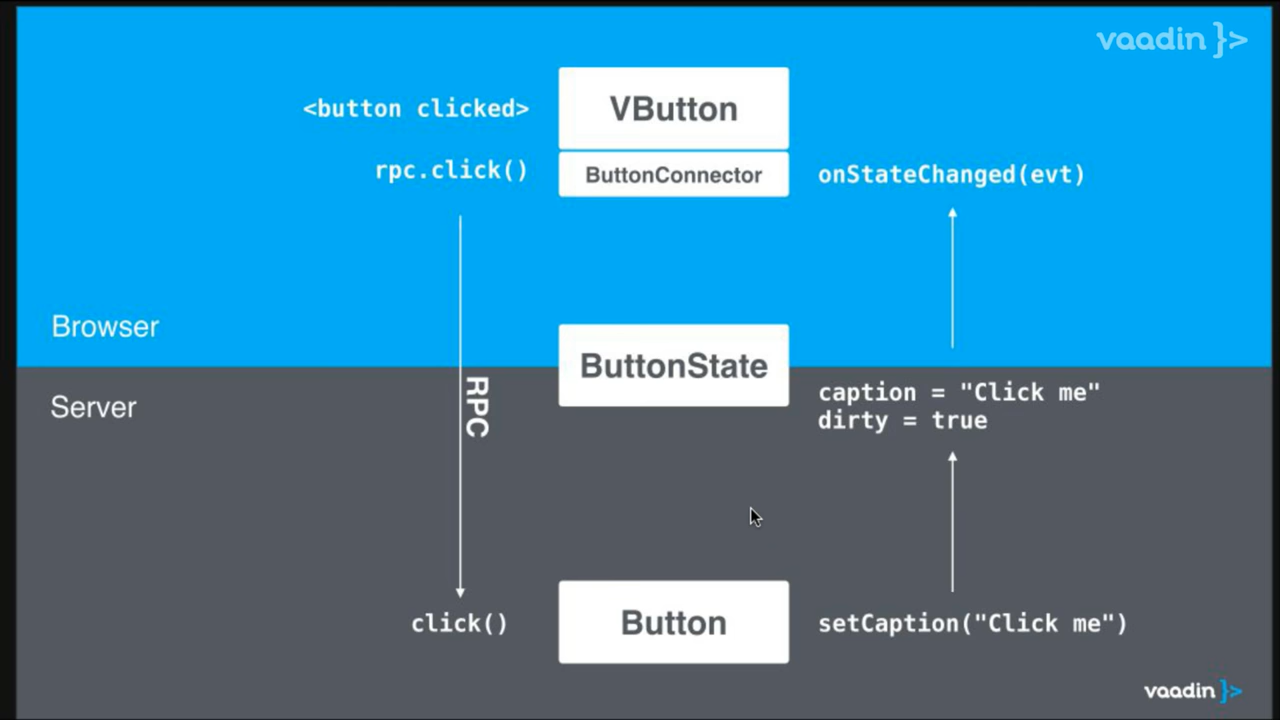 vaadin }>
<button clicked>
VButton
rpc.click()
ButtonConnector
onStateChanged(evt)
Browser
ButtonState
Server
RPC
caption = "Click me"
dirty = true
click()
Button
setCaption("Click me")
vaadin }>